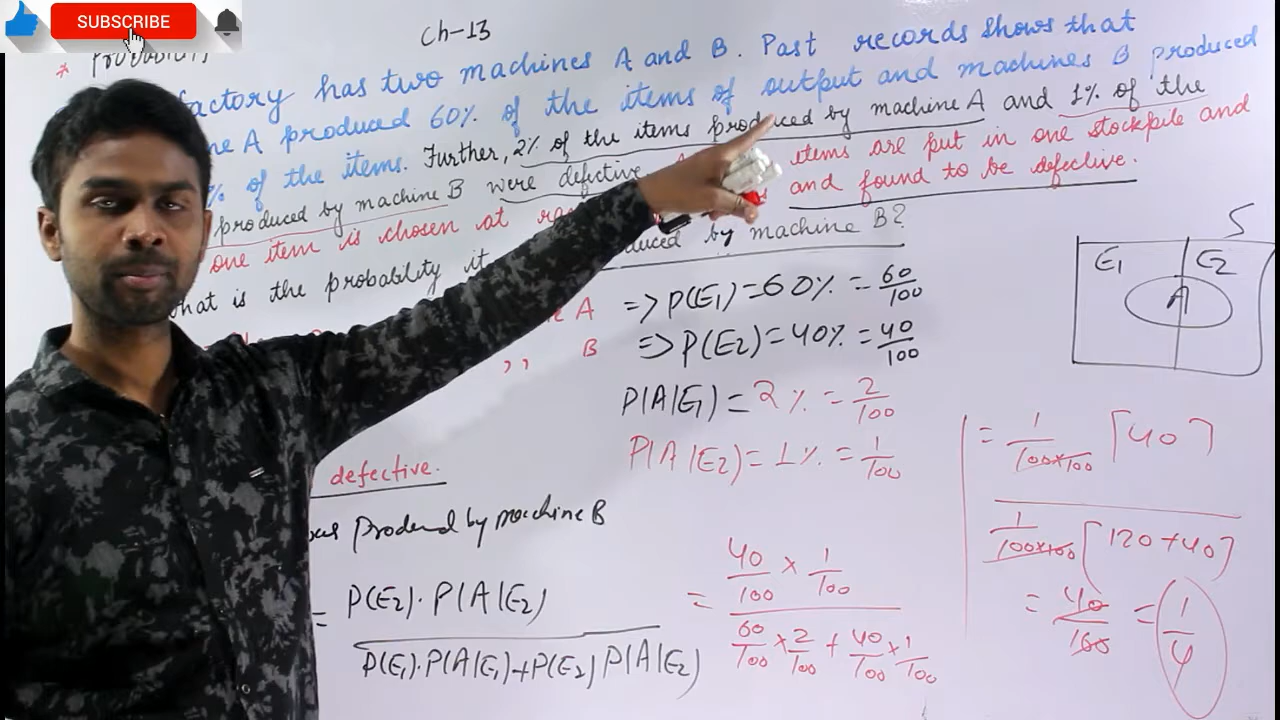 SUBSCRIBE
Ch-13
* Probability
factory has two machines A and B. Past records shows that
ne A produced 60% of the items of output and machines B produced
% of the items. Further, 2% of the items produced by machine A and 1% of the
produced by machine B were defective. items are put in one stockpile and
one item is chosen at and found to be defective.
hat is the probability it duced by machine B?
A => P(E1) = 60% = 60/100
,, B => P(E2) = 40% = 40/100
P(A|E1) = 2% = 2/100
P(A|E2) = 1% = 1/100
S
E1 E2
A
defective.
Produced by machine B
= P(E2). P(A|E2)
P(E1).P(A|E1)+P(E2) P(A|E2)
= 40/100 × 1/100
60/100 × 2/100 + 40/100 × 1/100
= 1/100×100 [40]
1/100×100 [120+40]
= 40/160 = 1/4